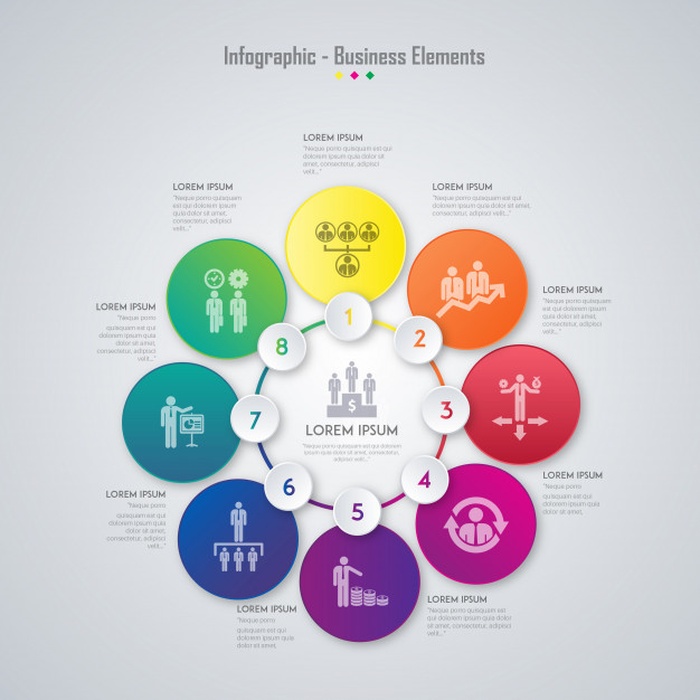 Infographic - Business Elements
LOREM IPSUM
"Neque porro quisquam est qui
dolorem ipsum quia dolor sit
amet, consectetur, adipisci
velit..."
LOREM IPSUM
"Neque porro quisquam est qui
dolorem ipsum quia dolor
sit amet, consectetur, adipisci velit..."
LOREM IPSUM
"Neque porro quisquam
est qui dolorem ipsum
quia dolor sit amet,
consectetur, adipisci
velit..."
LOREM IPSUM
"Neque porro quisquam
est qui dolorem ipsum
quia dolor sit amet,
consectetur, adipisci
velit..."
LOREM IPSUM
"Neque porro
quisquam est qui
dolorem ipsum quia
dolor sit amet,
consectetur, adipisci
velit..."
1
2
3
4
5
6
7
8
$
LOREM IPSUM
"Neque porro quisquam est qui dolorem
ipsum quia dolor sit amet, consectetur, adipisci
velit..."
LOREM IPSUM
"Neque porro
quisquam est qui
dolorem ipsum quia
dolor sit amet,
LOREM IPSUM
"Neque porro
quisquam est qui
dolorem ipsum quia
dolor sit amet,
consectetur, adipisci
velit..."
LOREM IPSUM
"Neque porro quisquam est qui
dolorem ipsum quia dolor
sit amet, consectetur, adipisci
velit..."
LOREM IPSUM
"Neque porro
quisquam est qui
dolorem ipsum quia
dolor sit amet,